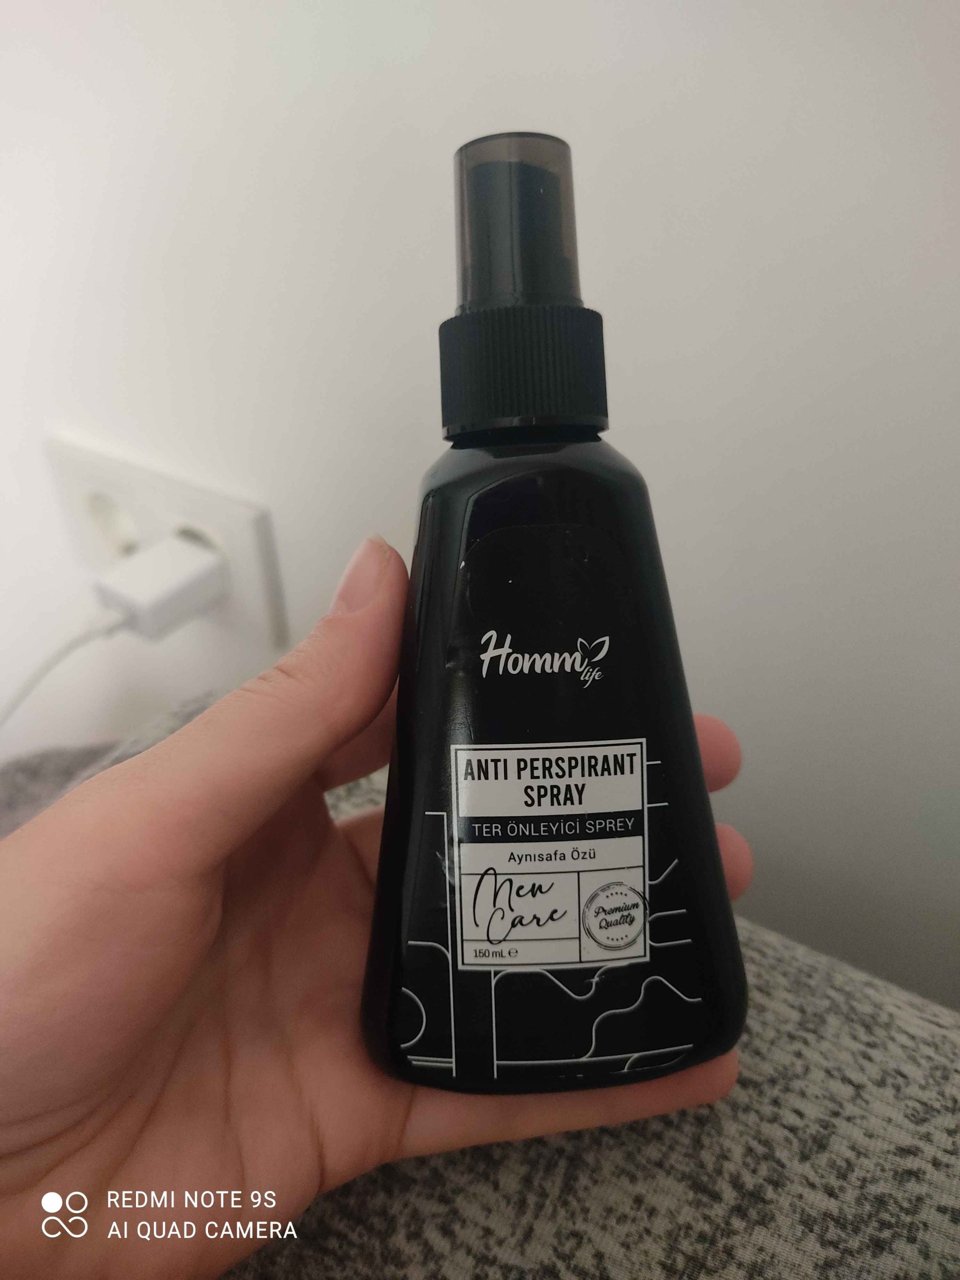 Homm
life
ANTI PERSPIRANT
SPRAY
TER ÖNLEYİCİ SPREY
Aynısafa Özü
Men
Care
Premium
Quality
150 mL ℮
REDMI NOTE 9S
AI QUAD CAMERA